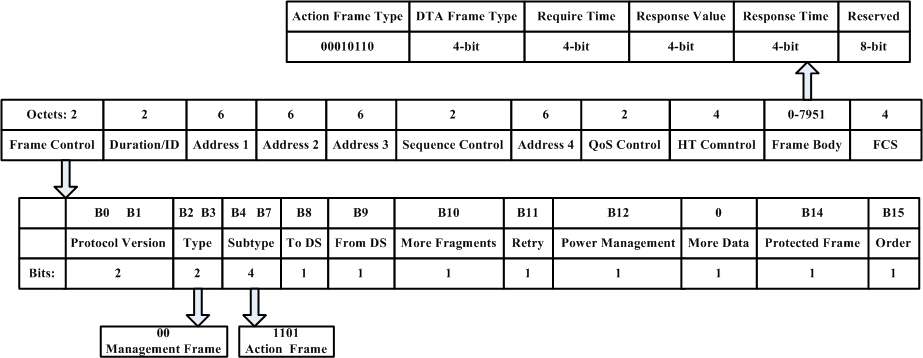 Action Frame Type DTA Frame Type Require Time Response Value Response Time Reserved
00010110 4-bit 4-bit 4-bit 4-bit 8-bit
Octets: 2 2 6 6 6 2 6 2 4 0-7951 4
Frame Control Duration/ID Address 1 Address 2 Address 3 Sequence Control Address 4 QoS Control HT Comntrol Frame Body FCS
B0 B1 B2 B3 B4 B7 B8 B9 B10 B11 B12 0 B14 B15
Protocol Version Type Subtype To DS From DS More Fragments Retry Power Management More Data Protected Frame Order
Bits: 2 2 4 1 1 1 1 1 1 1 1
00 1101
Management Frame Action Frame